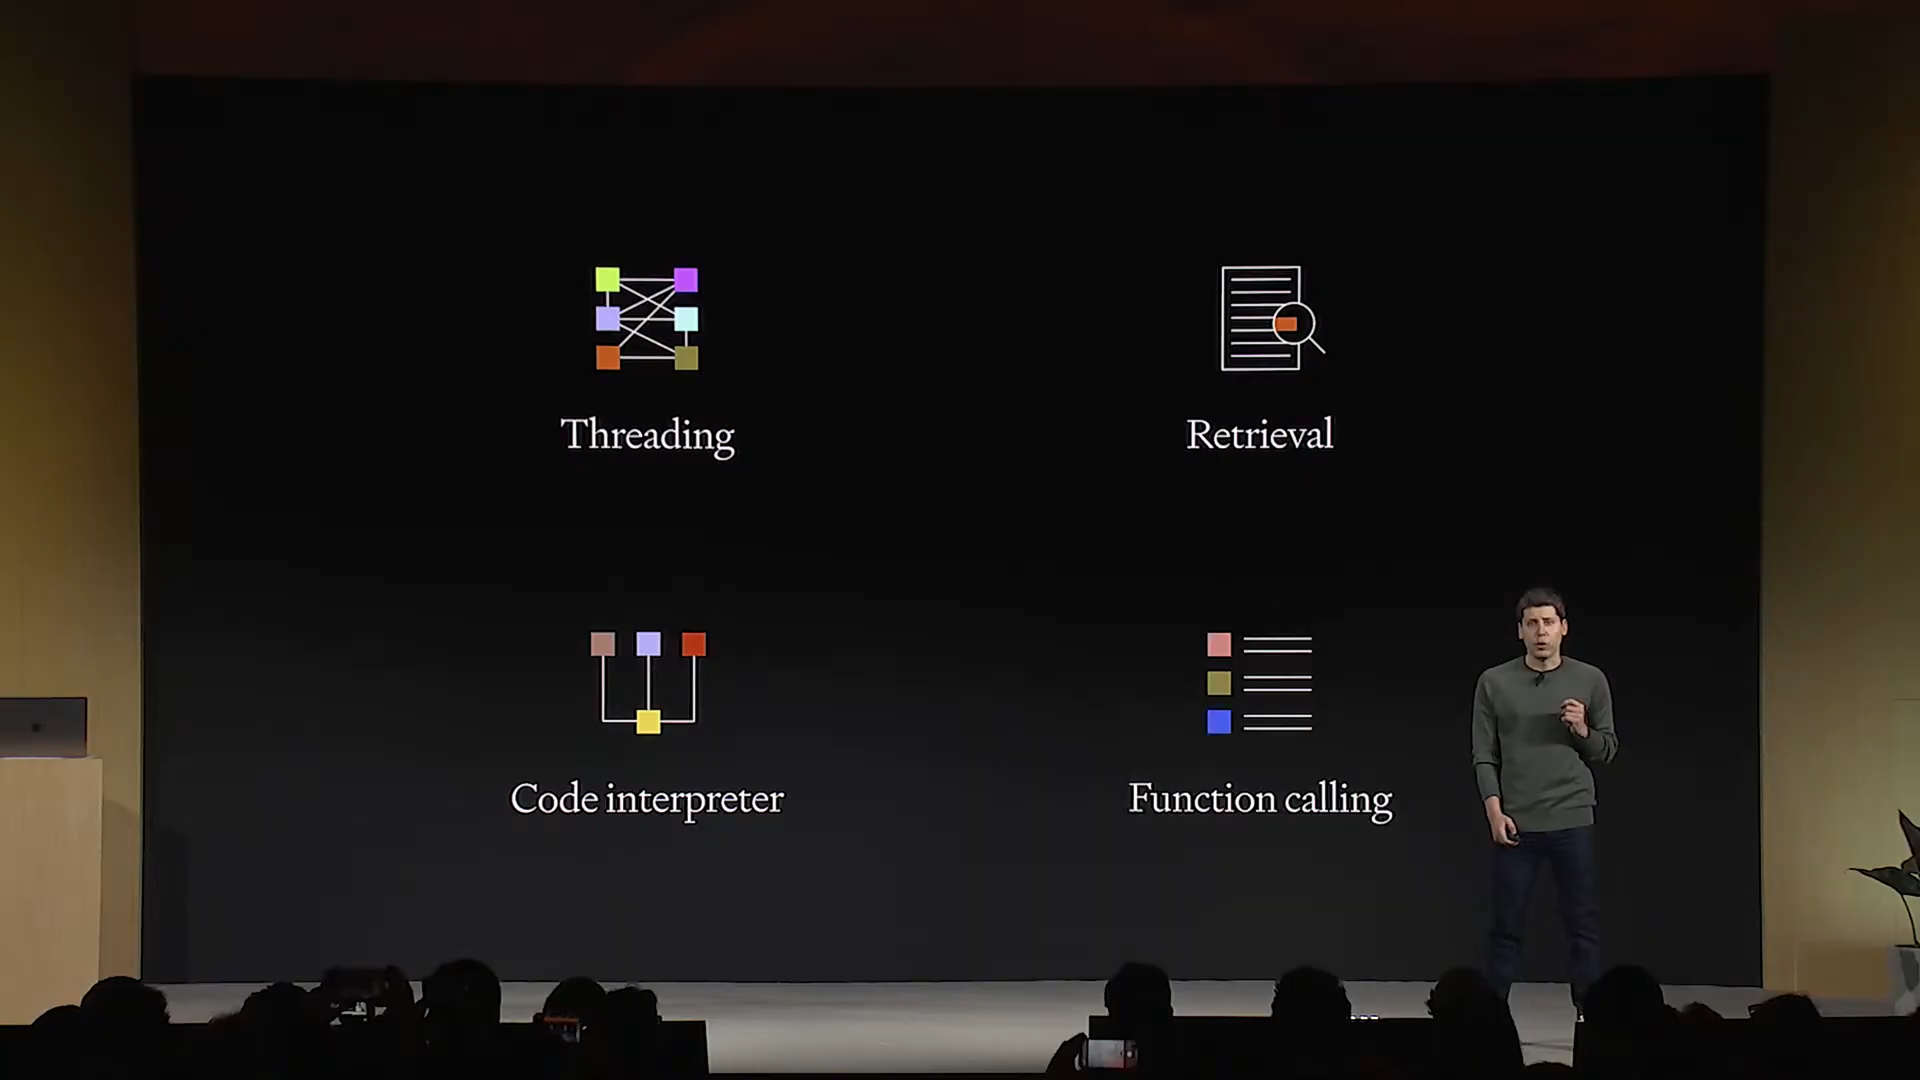 Threading
Retrieval
Code interpreter
Function calling